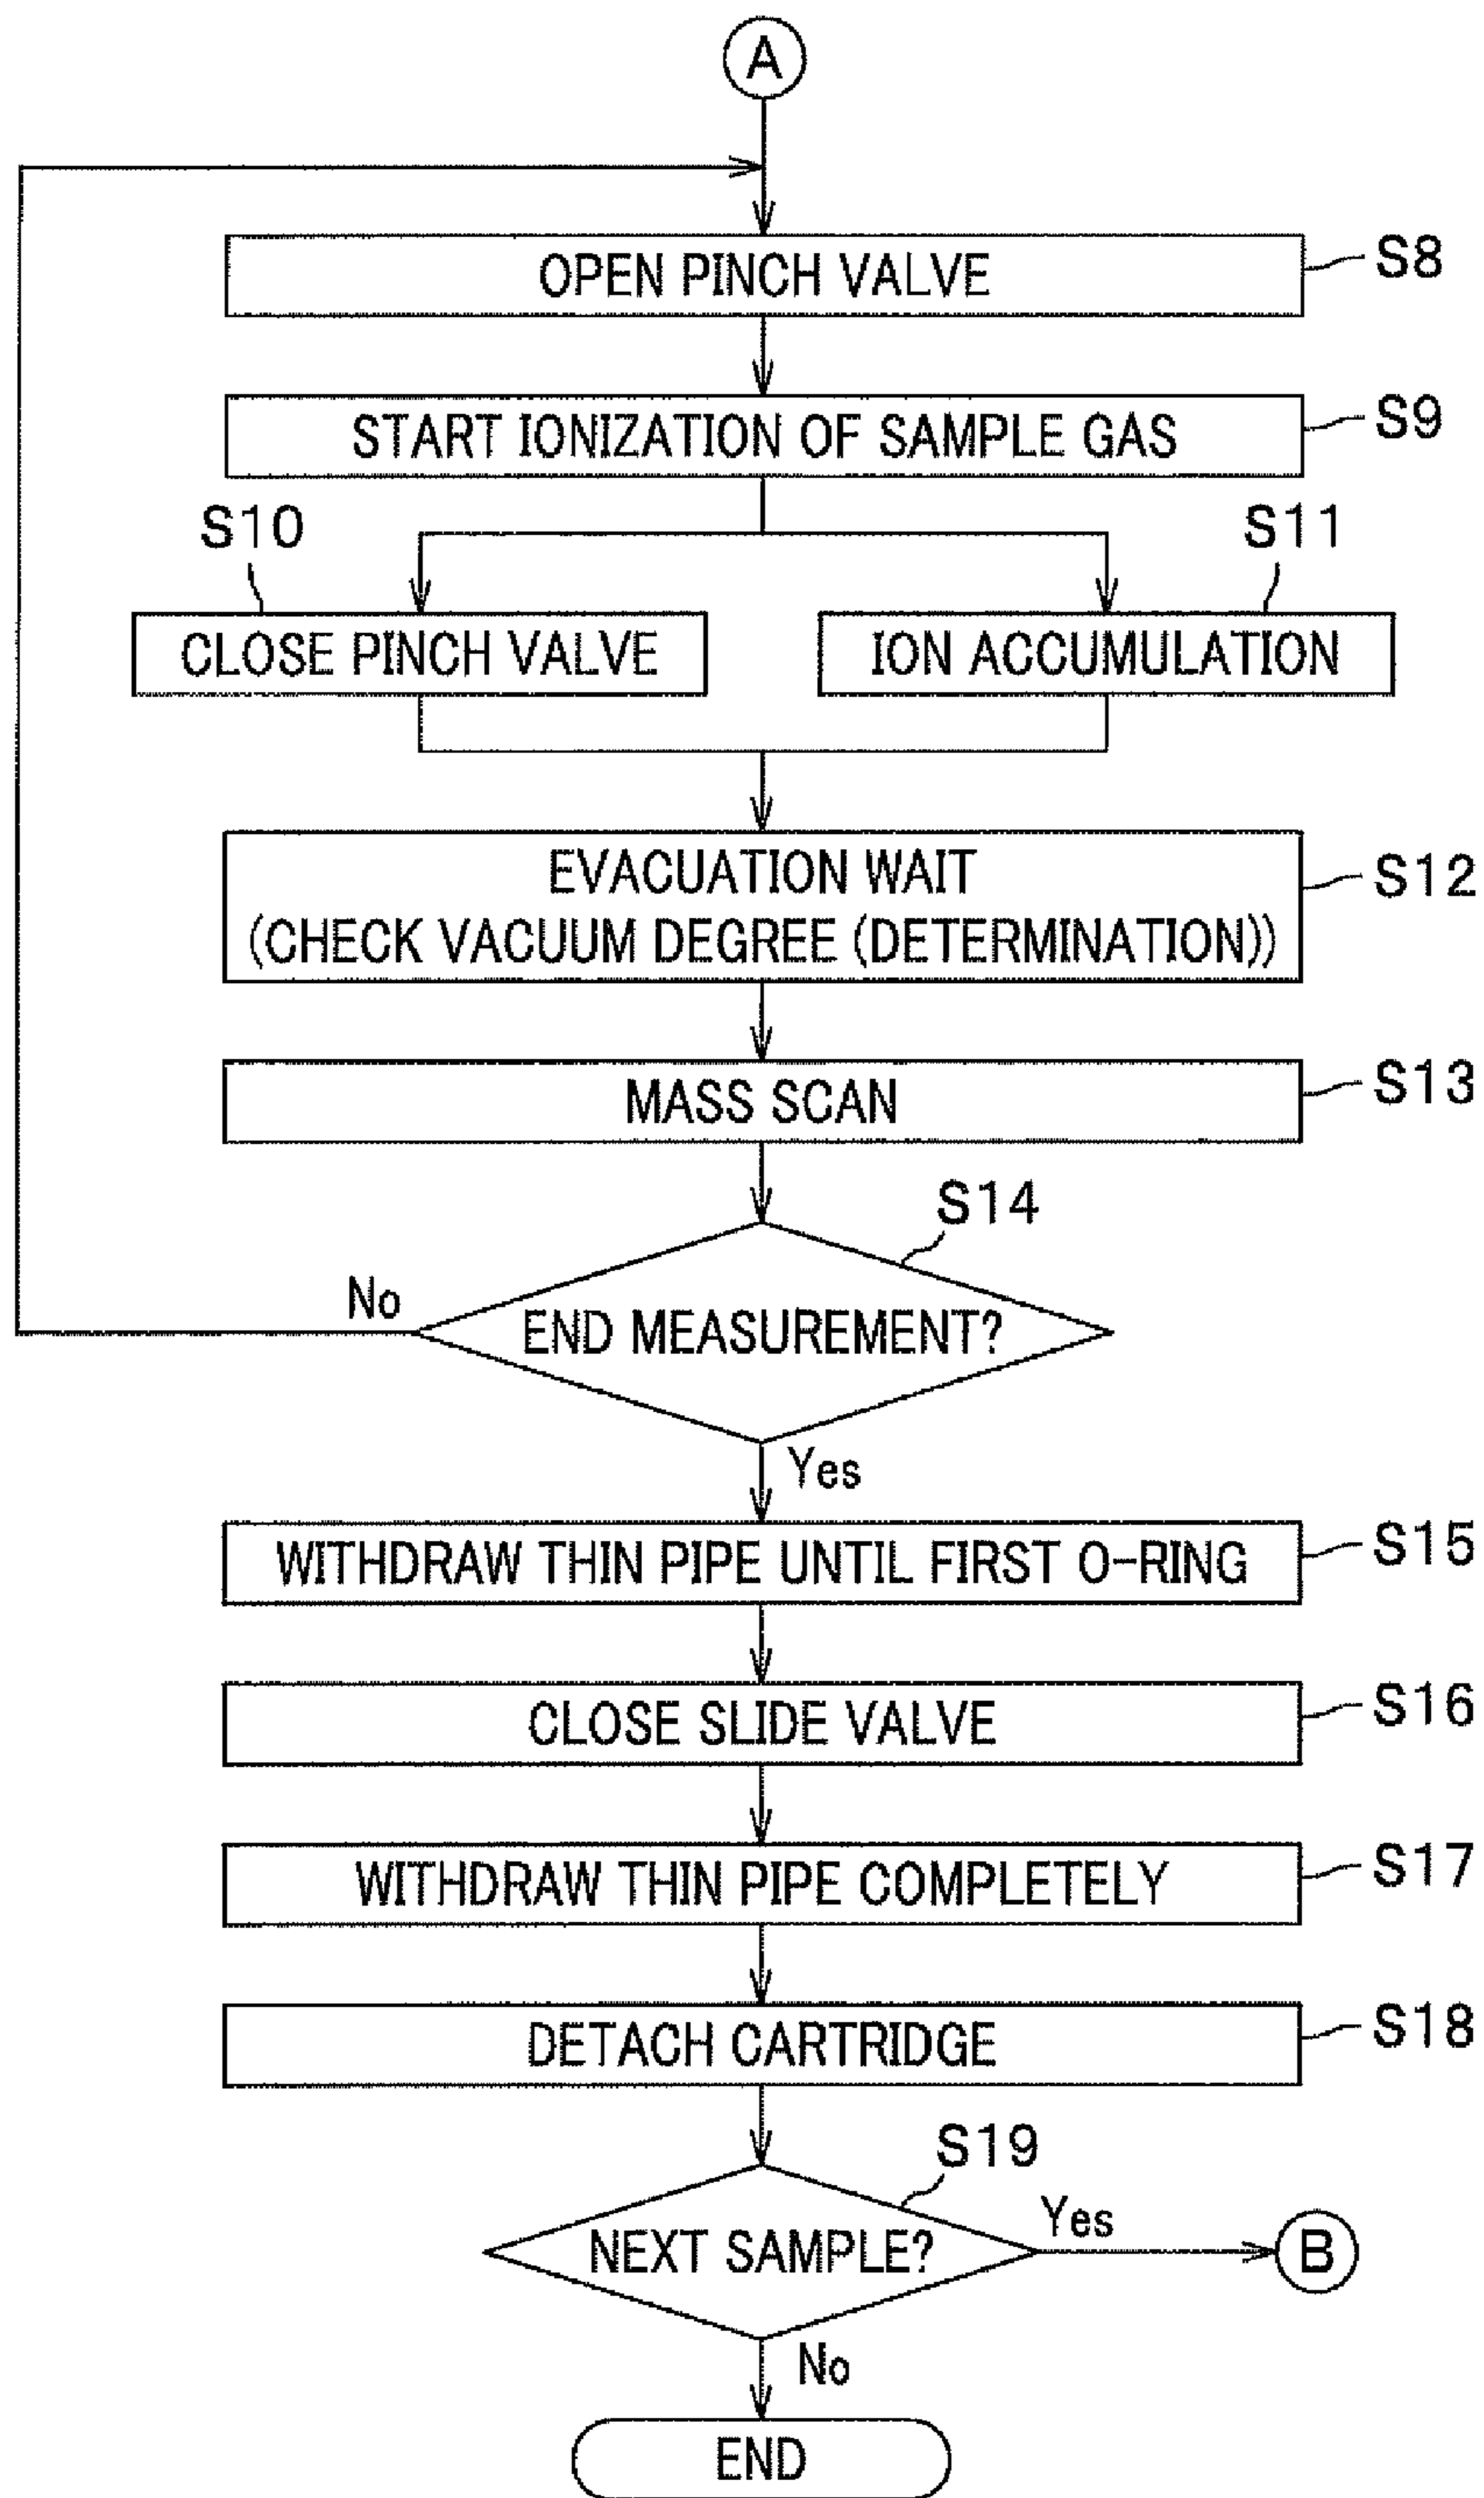 A
OPEN PINCH VALVE
S8
START IONIZATION OF SAMPLE GAS
S9
S10
S11
CLOSE PINCH VALVE
ION ACCUMULATION
EVACUATION WAIT
(CHECK VACUUM DEGREE (DETERMINATION))
S12
MASS SCAN
S13
S14
No
END MEASUREMENT?
Yes
WITHDRAW THIN PIPE UNTIL FIRST O-RING
S15
CLOSE SLIDE VALVE
S16
WITHDRAW THIN PIPE COMPLETELY
S17
DETACH CARTRIDGE
S18
S19
NEXT SAMPLE?
Yes
B
No
END